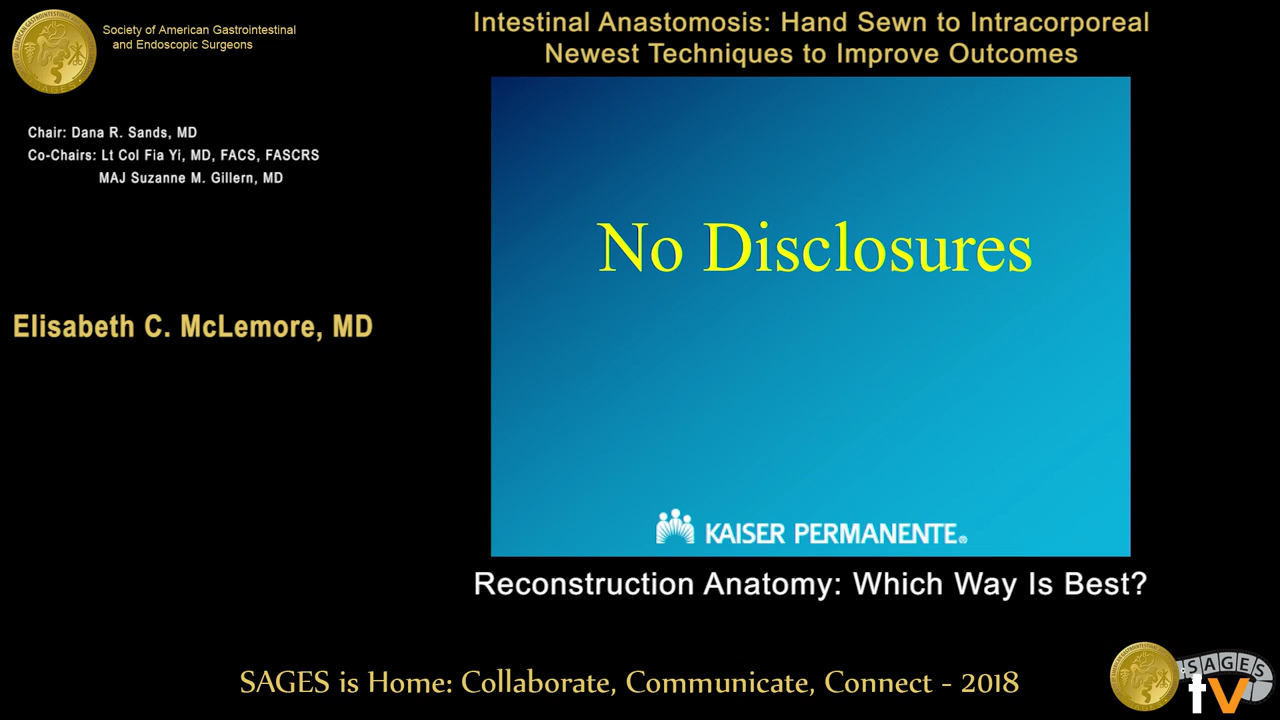 Society of American Gastrointestinal
and Endoscopic Surgeons
Intestinal Anastomosis: Hand Sewn to Intracorporeal
Newest Techniques to Improve Outcomes
Chair: Dana R. Sands, MD
Co-Chairs: Lt Col Fia Yi, MD, FACS, FASCRS
MAJ Suzanne M. Gillern, MD
Elisabeth C. McLemore, MD
No Disclosures
KAISER PERMANENTE®
Reconstruction Anatomy: Which Way Is Best?
SAGES is Home: Collaborate, Communicate, Connect - 2018
SAGES
tv